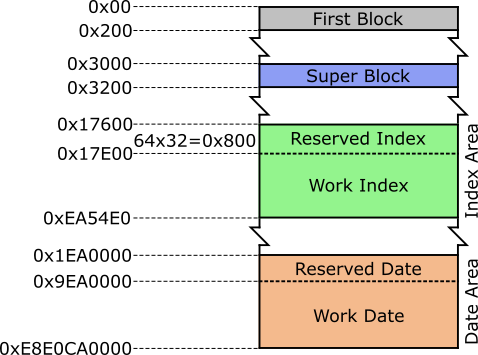 0x00
First Block
0x200
0x3000
Super Block
0x3200
0x17600
64x32=0x800
Reserved Index
0x17E00
Work Index
0xEA54E0
Index Area
0x1EA0000
Reserved Date
0x9EA0000
Work Date
0xE8E0CA0000
Date Area